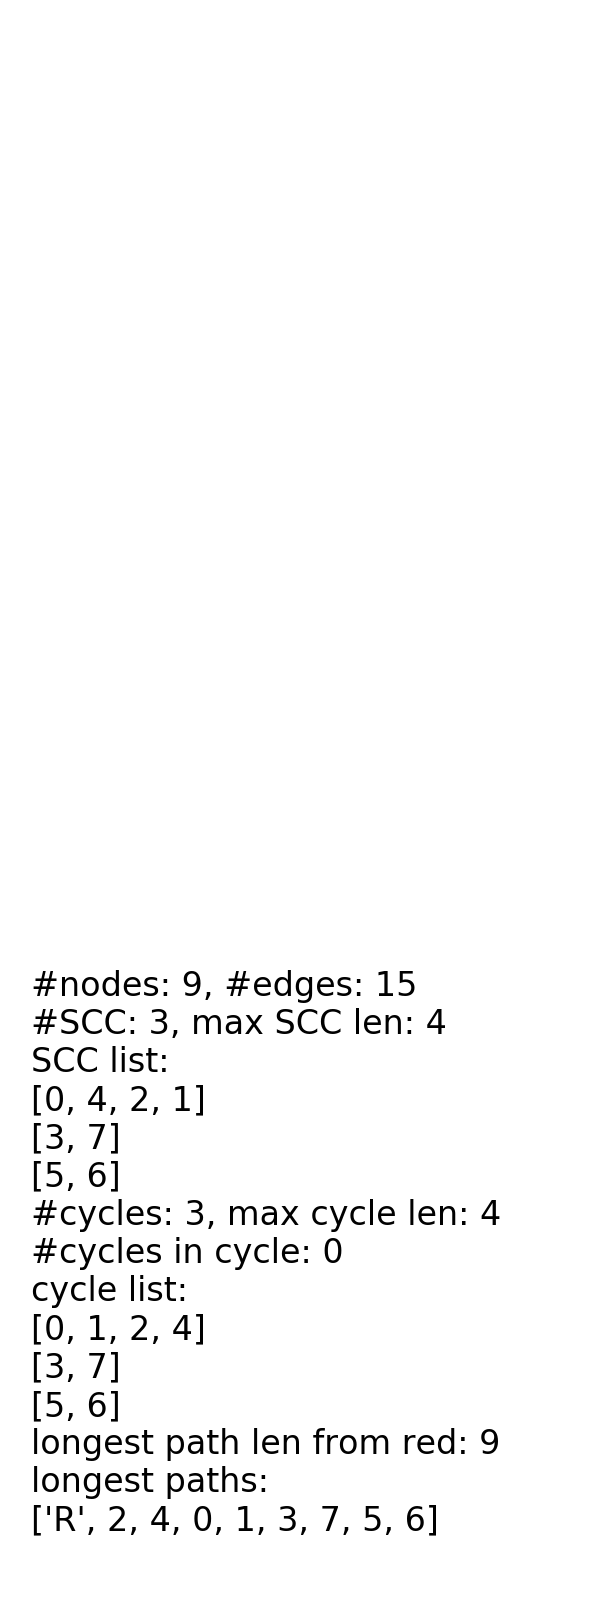 #nodes: 9, #edges: 15
#SCC: 3, max SCC len: 4
SCC list:
[0, 4, 2, 1]
[3, 7]
[5, 6]
#cycles: 3, max cycle len: 4
#cycles in cycle: 0
cycle list:
[0, 1, 2, 4]
[3, 7]
[5, 6]
longest path len from red: 9
longest paths:
['R', 2, 4, 0, 1, 3, 7, 5, 6]